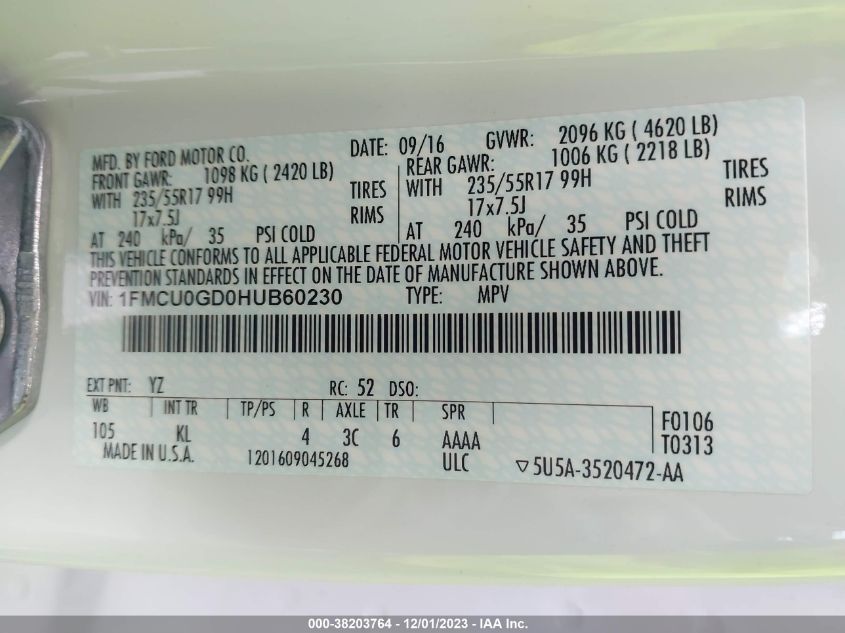 MFD. BY FORD MOTOR CO.
DATE: 09/16 GVWR: 2096 KG ( 4620 LB)
FRONT GAWR: 1098 KG ( 2420 LB)
REAR GAWR: 1006 KG ( 2218 LB)
WITH 235/55R17 99H TIRES
WITH 235/55R17 99H TIRES
17x7.5J RIMS
17x7.5J RIMS
AT 240 kPa/ 35 PSI COLD
AT 240 kPa/ 35 PSI COLD
THIS VEHICLE CONFORMS TO ALL APPLICABLE FEDERAL MOTOR VEHICLE SAFETY AND THEFT
PREVENTION STANDARDS IN EFFECT ON THE DATE OF MANUFACTURE SHOWN ABOVE.
VIN: 1FMCU0GD0HUB60230 TYPE: MPV
EXT PNT: YZ RC: 52 DSO:
WB INT TR TP/PS R AXLE TR SPR
105 KL 4 3C 6 AAAA
F0106
T0313
MADE IN U.S.A. 1201609045268 ULC ▽5U5A-3520472-AA
000-38203764 - 12/01/2023 - IAA Inc.